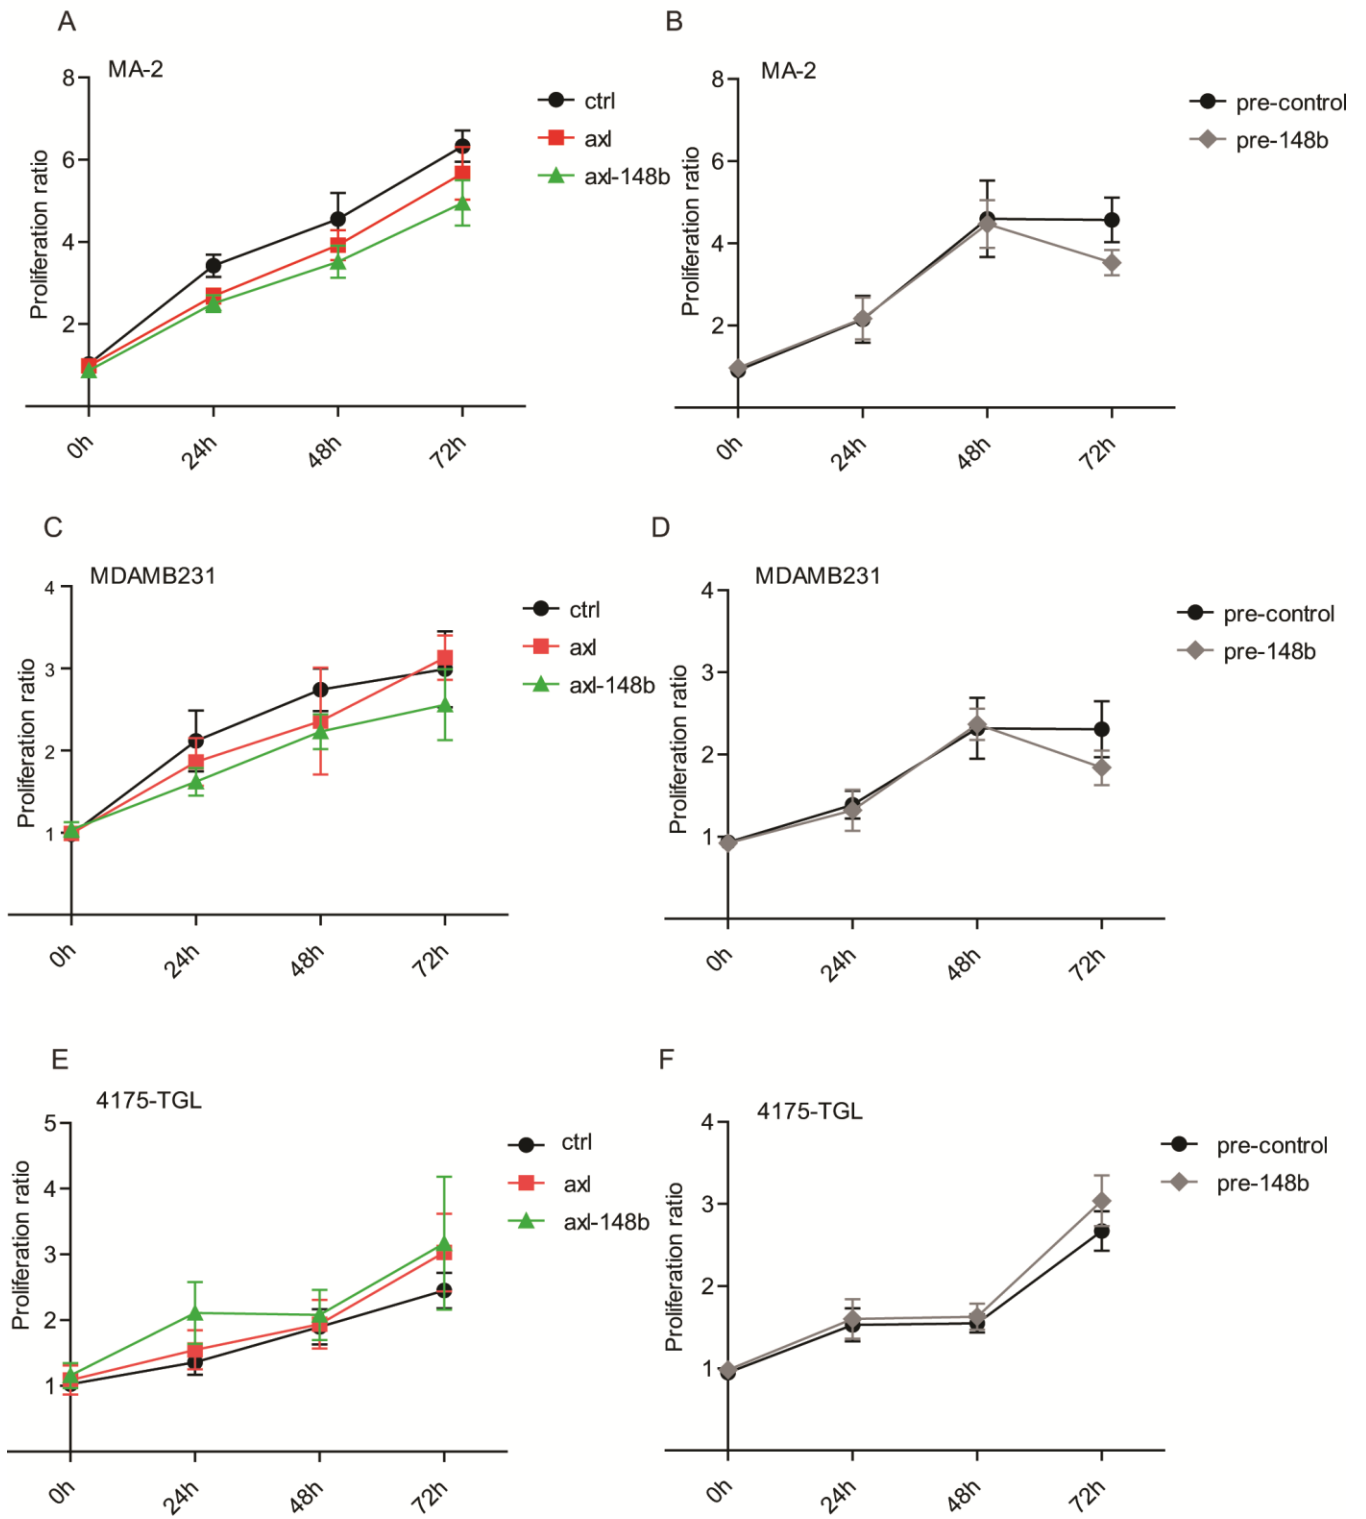 A
MA-2
8
6
4
2
Proliferation ratio
0h
24h
48h
72h
ctrl
axl
axl-148b
B
MA-2
8
6
4
2
Proliferation ratio
0h
24h
48h
72h
pre-control
pre-148b
C
MDAMB231
4
3
2
1
Proliferation ratio
0h
24h
48h
72h
ctrl
axl
axl-148b
D
MDAMB231
4
3
2
1
Proliferation ratio
0h
24h
48h
72h
pre-control
pre-148b
E
4175-TGL
5
4
3
2
1
Proliferation ratio
0h
24h
48h
72h
ctrl
axl
axl-148b
F
4175-TGL
4
3
2
1
Proliferation ratio
0h
24h
48h
72h
pre-control
pre-148b